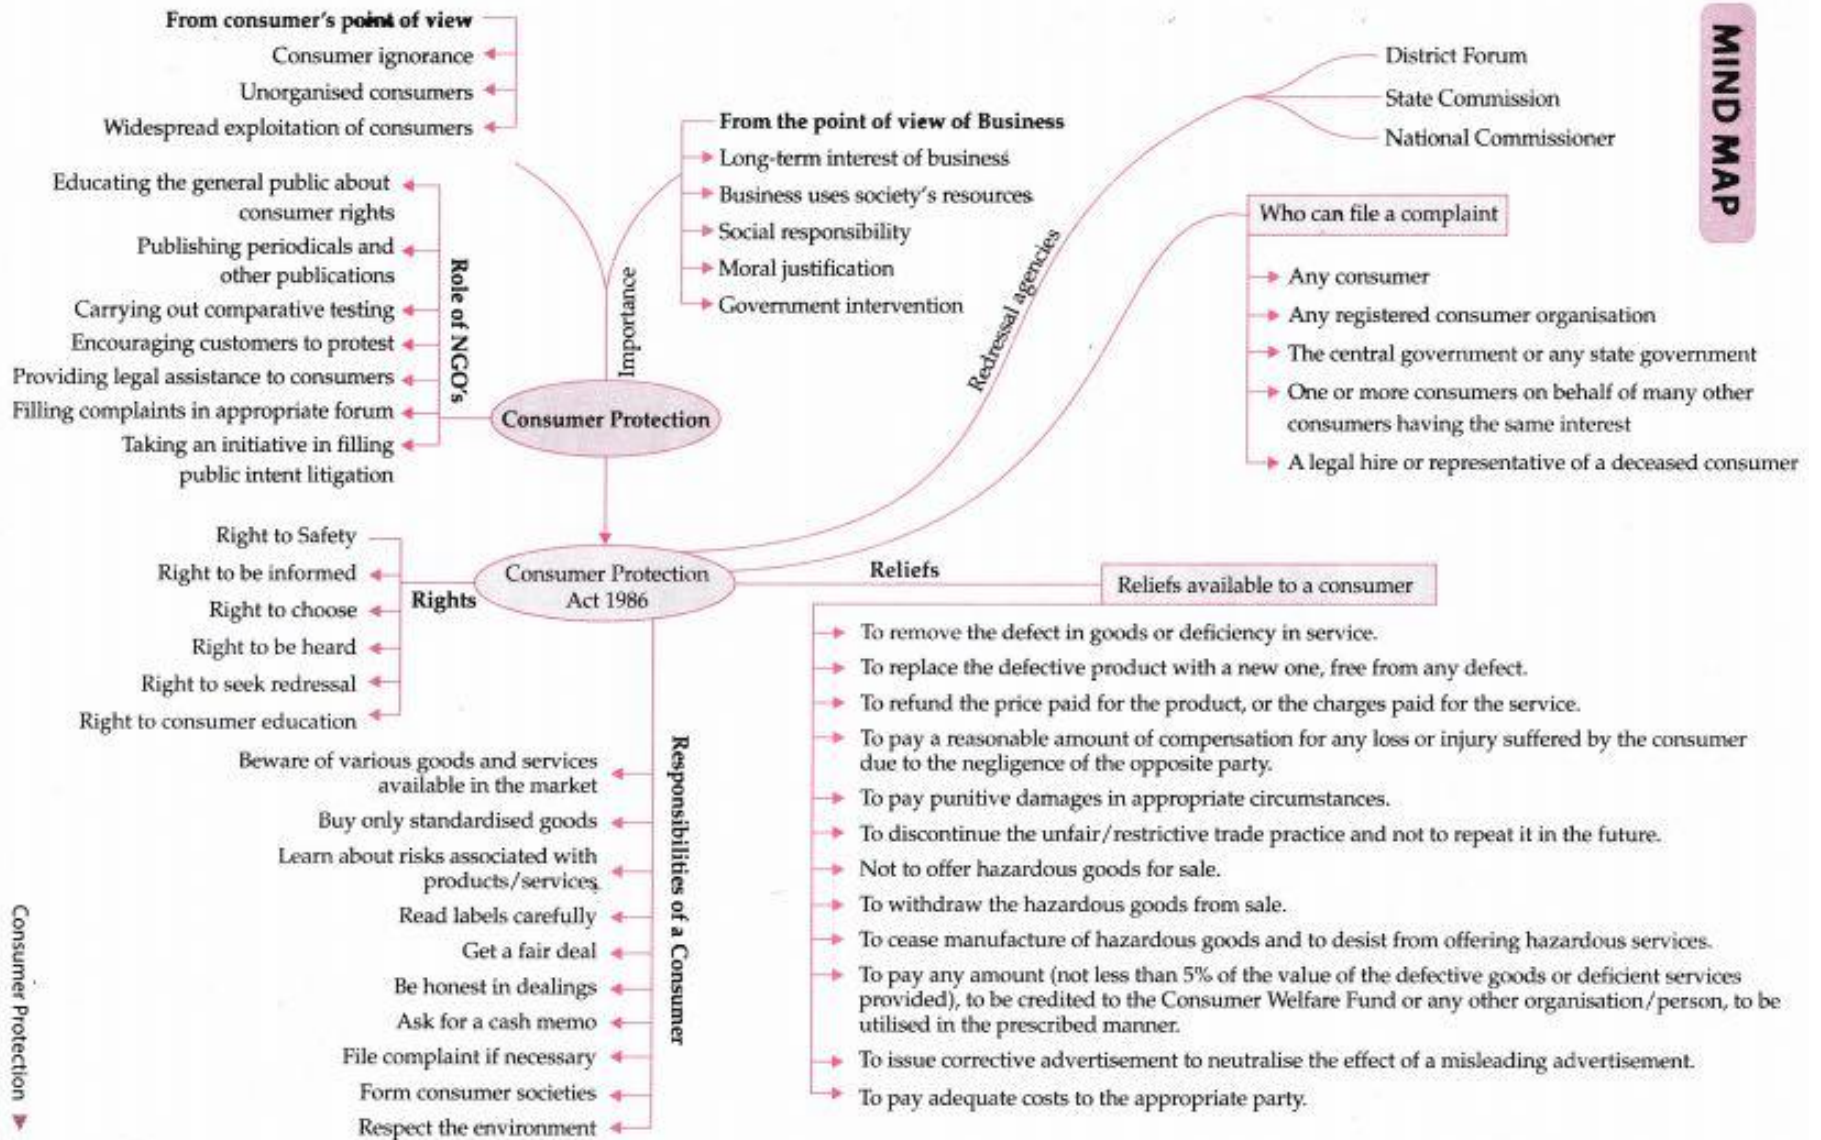 MIND MAP
From consumer's point of view
Consumer ignorance
Unorganised consumers
Widespread exploitation of consumers
From the point of view of Business
Long-term interest of business
Business uses society's resources
Social responsibility
Moral justification
Government intervention
Importance
Educating the general public about
consumer rights
Publishing periodicals and
other publications
Carrying out comparative testing
Encouraging customers to protest
Providing legal assistance to consumers
Filling complaints in appropriate forum
Taking an initiative in filling
public intent litigation
Role of NGO's
Consumer Protection
Redressal agencies
District Forum
State Commission
National Commissioner
Who can file a complaint
Any consumer
Any registered consumer organisation
The central government or any state government
One or more consumers on behalf of many other
consumers having the same interest
A legal hire or representative of a deceased consumer
Consumer Protection
Act 1986
Rights
Right to Safety
Right to be informed
Right to choose
Right to be heard
Right to seek redressal
Right to consumer education
Reliefs
Reliefs available to a consumer
To remove the defect in goods or deficiency in service.
To replace the defective product with a new one, free from any defect.
To refund the price paid for the product, or the charges paid for the service.
To pay a reasonable amount of compensation for any loss or injury suffered by the consumer
due to the negligence of the opposite party.
To pay punitive damages in appropriate circumstances.
To discontinue the unfair/restrictive trade practice and not to repeat it in the future.
Not to offer hazardous goods for sale.
To withdraw the hazardous goods from sale.
To cease manufacture of hazardous goods and to desist from offering hazardous services.
To pay any amount (not less than 5% of the value of the defective goods or deficient services
provided), to be credited to the Consumer Welfare Fund or any other organisation/person, to be
utilised in the prescribed manner.
To issue corrective advertisement to neutralise the effect of a misleading advertisement.
To pay adequate costs to the appropriate party.
Responsibilities of a Consumer
Beware of various goods and services
available in the market
Buy only standardised goods
Learn about risks associated with
products/services
Read labels carefully
Get a fair deal
Be honest in dealings
Ask for a cash memo
File complaint if necessary
Form consumer societies
Respect the environment
Consumer Protection